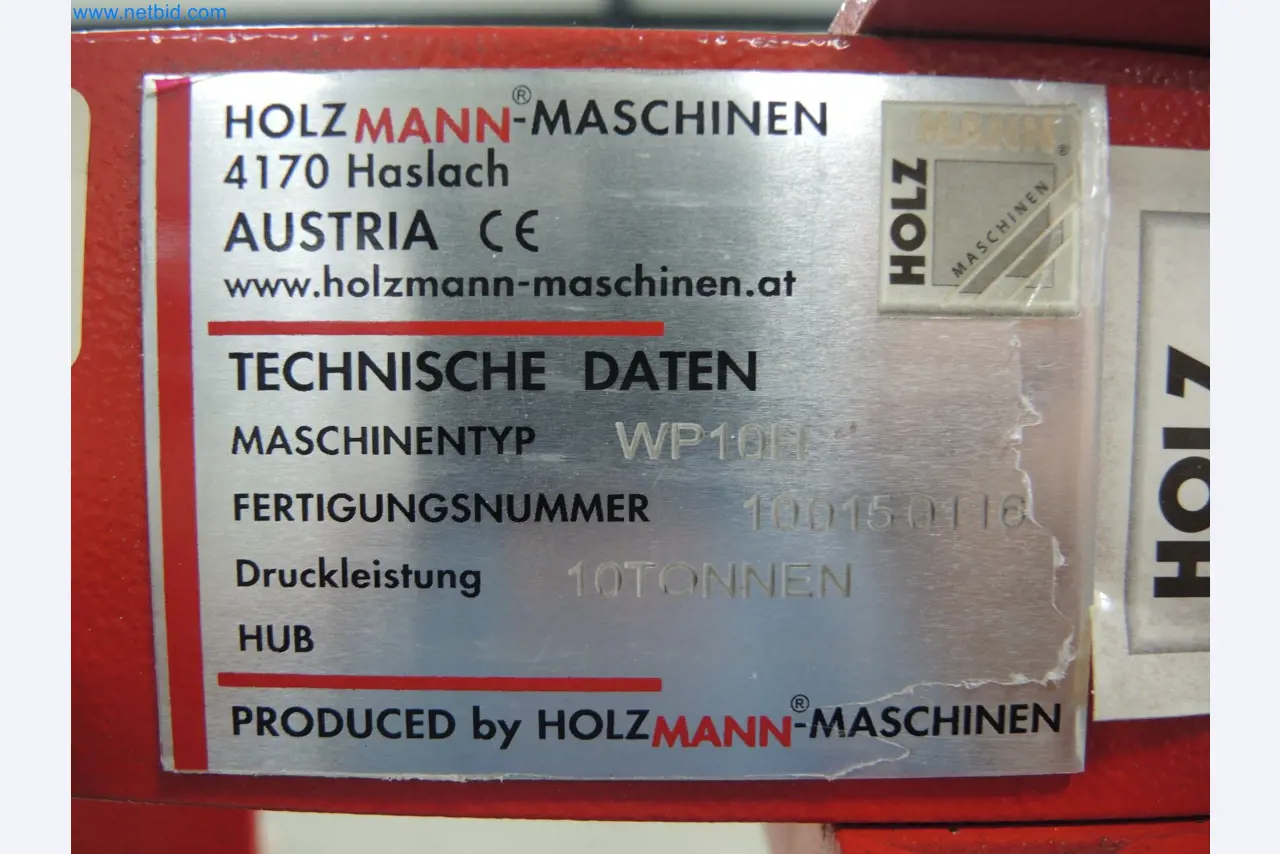 www.netbid.com
HOLZMANN®-MASCHINEN
4170 Haslach
AUSTRIA CE
www.holzmann-maschinen.at
MANN®
HOLZ
MASCHINEN
TECHNISCHE DATEN
MASCHINENTYP WP10H
FERTIGUNGSNUMMER 100150116
Druckleistung 10TONNEN
HUB
PRODUCED by HOLZMANN®-MASCHINEN
HOLZ